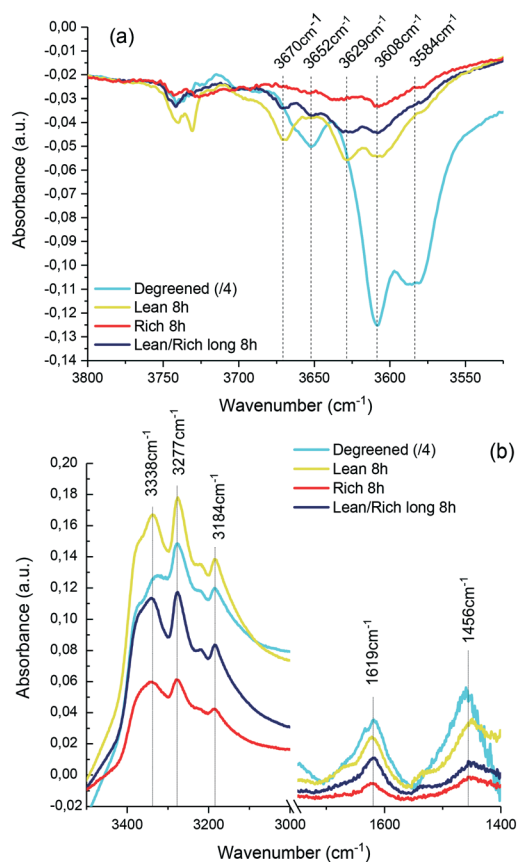 (a)
3670cm⁻¹
3652cm⁻¹
3629cm⁻¹
3608cm⁻¹
3584cm⁻¹
0,00
-0,01
-0,02
-0,03
-0,04
-0,05
-0,06
-0,07
-0,08
-0,09
-0,10
-0,11
-0,12
-0,13
-0,14
Absorbance (a.u.)
Degreened (/4)
Lean 8h
Rich 8h
Lean/Rich long 8h
3800 3750 3700 3650 3600 3550
Wavenumber (cm⁻¹)
(b)
3338cm⁻¹
3277cm⁻¹
3184cm⁻¹
1619cm⁻¹
1456cm⁻¹
Degreened (/4)
Lean 8h
Rich 8h
Lean/Rich long 8h
0,20
0,18
0,16
0,14
0,12
0,10
0,08
0,06
0,04
0,02
0,00
-0,02
Absorbance (a.u.)
3400 3200 3000 1600 1400
Wavenumber (cm⁻¹)